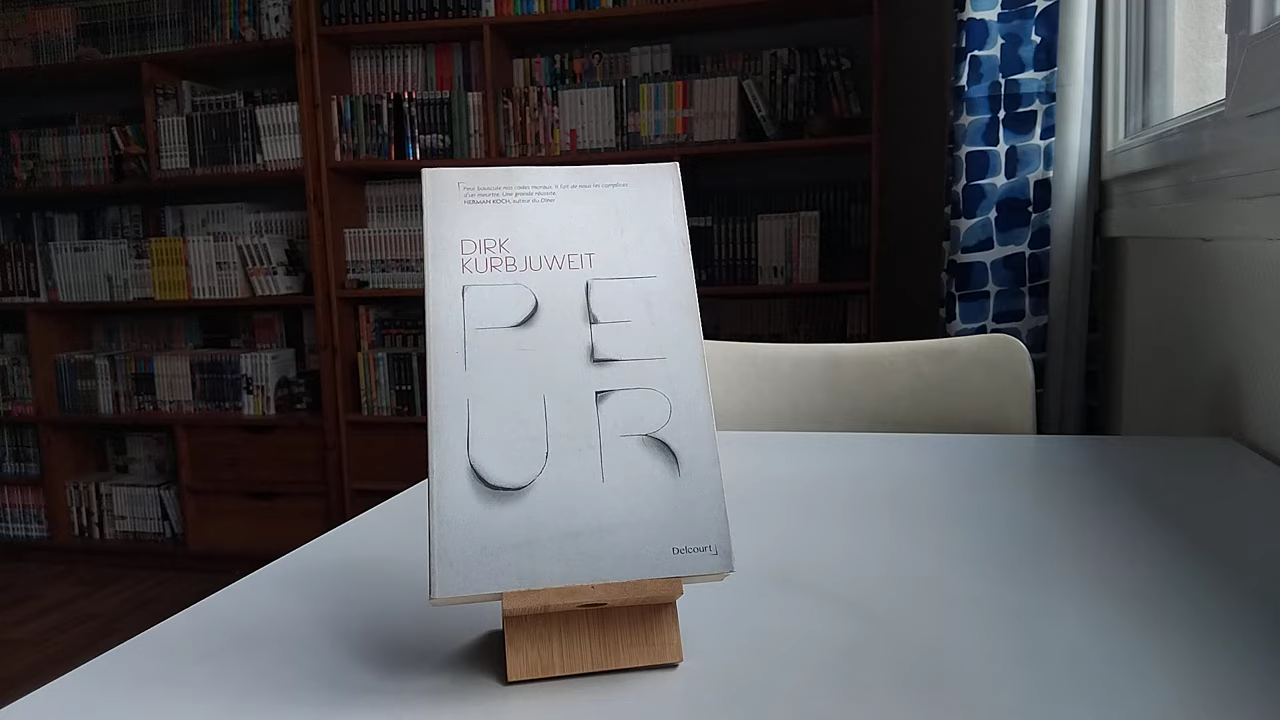 Peur bouscule nos codes moraux. Il fait de nous les complices
d'un meurtre. Une grande réussite.
HERMAN KOCH, auteur du Dîner
DIRK
KURBJUWEIT
PE
UR
Delcourt